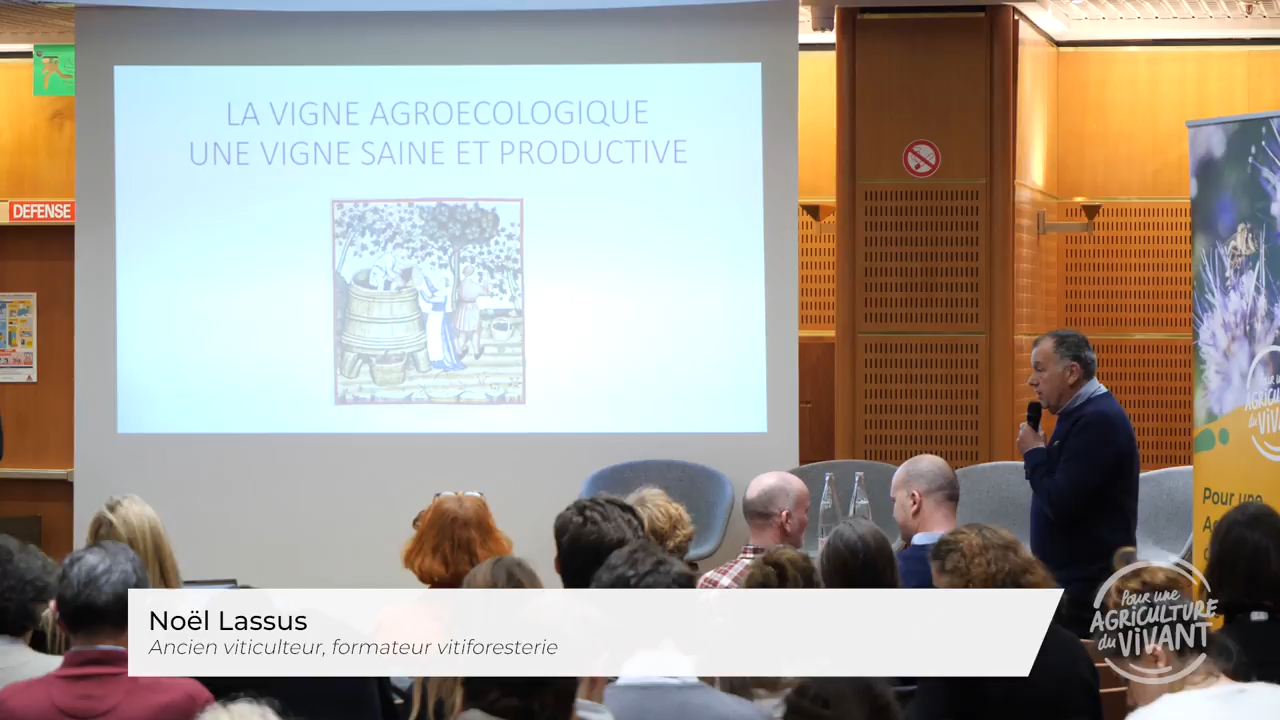 LA VIGNE AGROECOLOGIQUE
UNE VIGNE SAINE ET PRODUCTIVE
DEFENSE
Pour une
Noël Lassus
Ancien viticulteur, formateur vitiforesterie
Pour une
AGRICULTURE
du VIVANT